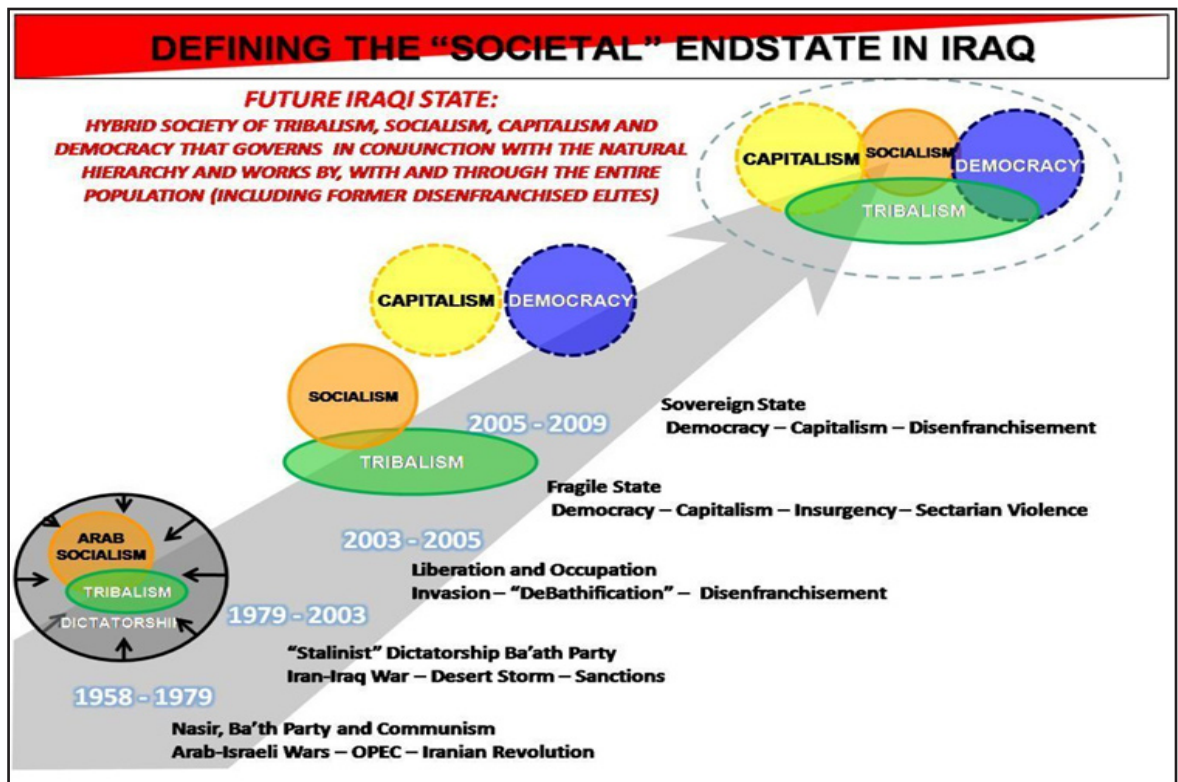 DEFINING THE “SOCIETAL” ENDSTATE IN IRAQ
FUTURE IRAQI STATE:
HYBRID SOCIETY OF TRIBALISM, SOCIALISM, CAPITALISM AND
DEMOCRACY THAT GOVERNS IN CONJUNCTION WITH THE NATURAL
HIERARCHY AND WORKS BY, WITH AND THROUGH THE ENTIRE
POPULATION (INCLUDING FORMER DISENFRANCHISED ELITES)
CAPITALISM
SOCIALISM
DEMOCRACY
TRIBALISM
CAPITALISM
DEMOCRACY
SOCIALISM
TRIBALISM
2005 - 2009
Sovereign State
Democracy – Capitalism – Disenfranchisement
Fragile State
Democracy – Capitalism – Insurgency – Sectarian Violence
ARAB
SOCIALISM
TRIBALISM
DICTATORSHI
2003 - 2005
Liberation and Occupation
Invasion – “DeBathification” – Disenfranchisement
1979 - 2003
“Stalinist” Dictatorship Ba’ath Party
Iran-Iraq War – Desert Storm – Sanctions
1958 - 1979
Nasir, Ba’th Party and Communism
Arab-Israeli Wars – OPEC – Iranian Revolution